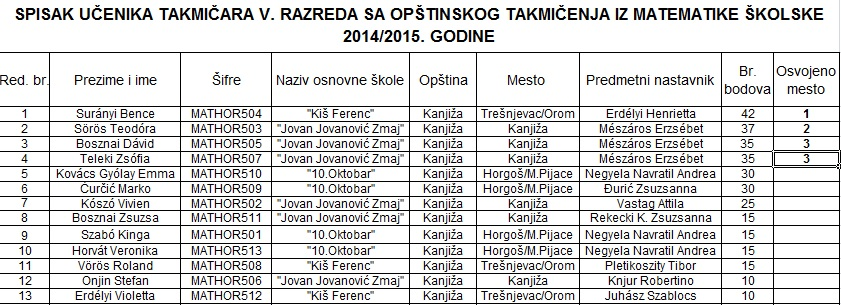 SPISAK UČENIKA TAKMIČARA V. RAZREDA SA OPŠTINSKOG TAKMIČENJA IZ MATEMATIKE ŠKOLSKE
2014/2015. GODINE
Red. br. Prezime i ime Šifre Naziv osnovne škole Opština Mesto Predmetni nastavnik Br. bodova Osvojeno mesto
1 Surányi Bence MATHOR504 "Kiš Ferenc" Kanjiža Trešnjevac/Orom Erdélyi Henrietta 42 1
2 Sörös Teodóra MATHOR503 "Jovan Jovanović Zmaj" Kanjiža Kanjiža Mészáros Erzsébet 37 2
3 Bosznai Dávid MATHOR505 "Jovan Jovanović Zmaj" Kanjiža Kanjiža Mészáros Erzsébet 35 3
4 Teleki Zsófia MATHOR507 "Jovan Jovanović Zmaj" Kanjiža Kanjiža Mészáros Erzsébet 35 3
5 Kovács Gyólay Emma MATHOR510 "10.Oktobar" Kanjiža Horgoš/M.Pijace Negyela Navratil Andrea 30
6 Ćurčić Marko MATHOR509 "10.Oktobar" Kanjiža Horgoš/M.Pijace Đurić Zsuzsanna 30
7 Kószó Vivien MATHOR502 "Jovan Jovanović Zmaj" Kanjiža Kanjiža Vastag Attila 25
8 Bosznai Zsuzsa MATHOR511 "Jovan Jovanović Zmaj" Kanjiža Kanjiža Rekecki K. Zsuzsanna 15
9 Szabó Kinga MATHOR501 "10.Oktobar" Kanjiža Horgoš/M.Pijace Negyela Navratil Andrea 15
10 Horvát Veronika MATHOR513 "10.Oktobar" Kanjiža Horgoš/M.Pijace Negyela Navratil Andrea 15
11 Vörös Roland MATHOR508 "Kiš Ferenc" Kanjiža Trešnjevac/Orom Pletikoszity Tibor 15
12 Onjin Stefan MATHOR506 "Jovan Jovanović Zmaj" Kanjiža Kanjiža Knjur Robertino 10
13 Erdélyi Violetta MATHOR512 "Kiš Ferenc" Kanjiža Trešnjevac/Orom Juhász Szablocs 10